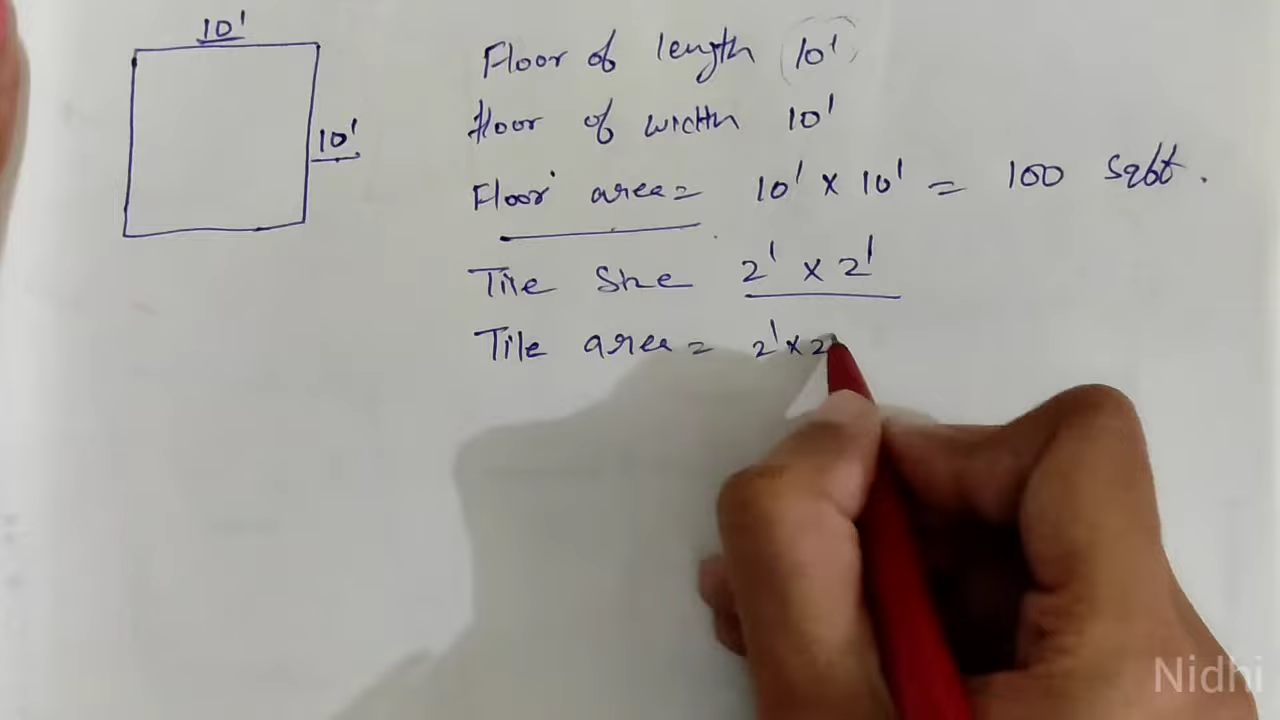 10'
10'
Floor of length 10'
floor of width 10'
Floor area = 10' x 10' = 100 Sqft.
Tile Size 2' x 2'
Tile area = 2' x 2'
Nidhi